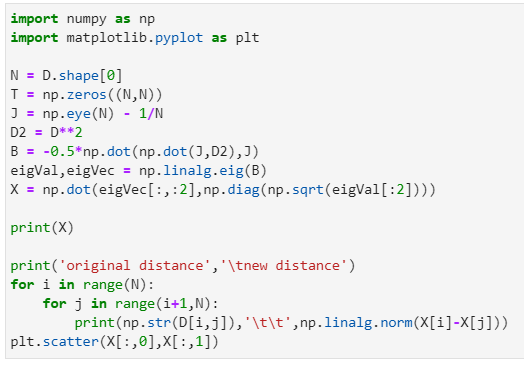 import numpy as np
import matplotlib.pyplot as plt
N = D.shape[0]
T = np.zeros((N,N))
J = np.eye(N) - 1/N
D2 = D**2
B = -0.5*np.dot(np.dot(J,D2),J)
eigVal,eigVec = np.linalg.eig(B)
X = np.dot(eigVec[:,:2],np.diag(np.sqrt(eigVal[:2])))
print(X)
print('original distance','\tnew distance')
for i in range(N):
    for j in range(i+1,N):
        print(np.str(D[i,j]),'\t\t',np.linalg.norm(X[i]-X[j]))
plt.scatter(X[:,0],X[:,1])